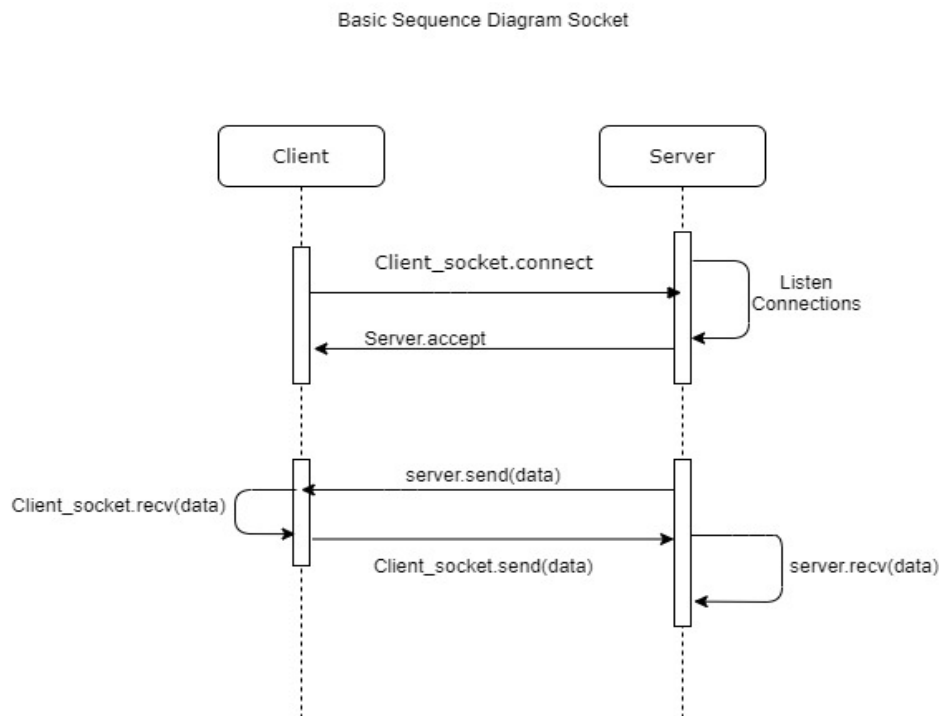 Basic Sequence Diagram Socket
Client
Server
Client_socket.connect
Listen
Connections
Server.accept
server.send(data)
Client_socket.recv(data)
Client_socket.send(data)
server.recv(data)